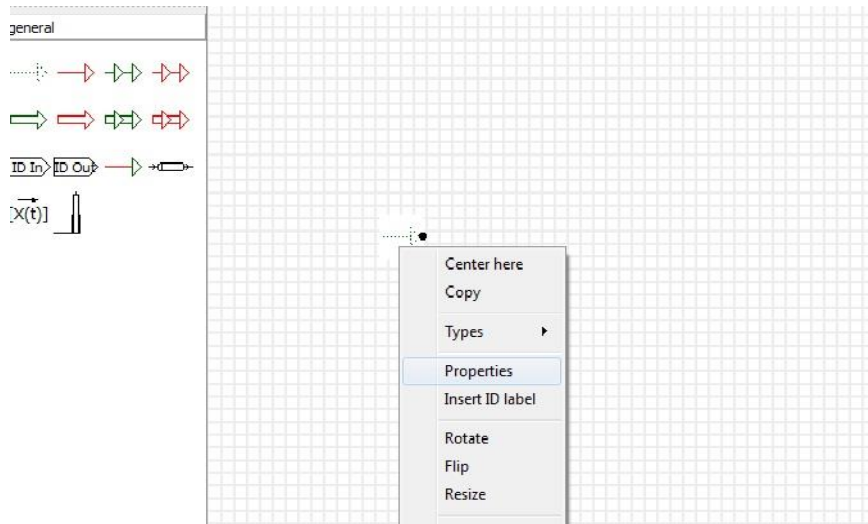 general
ID In ID Out
[X(t)]
Center here
Copy
Types
Properties
Insert ID label
Rotate
Flip
Resize